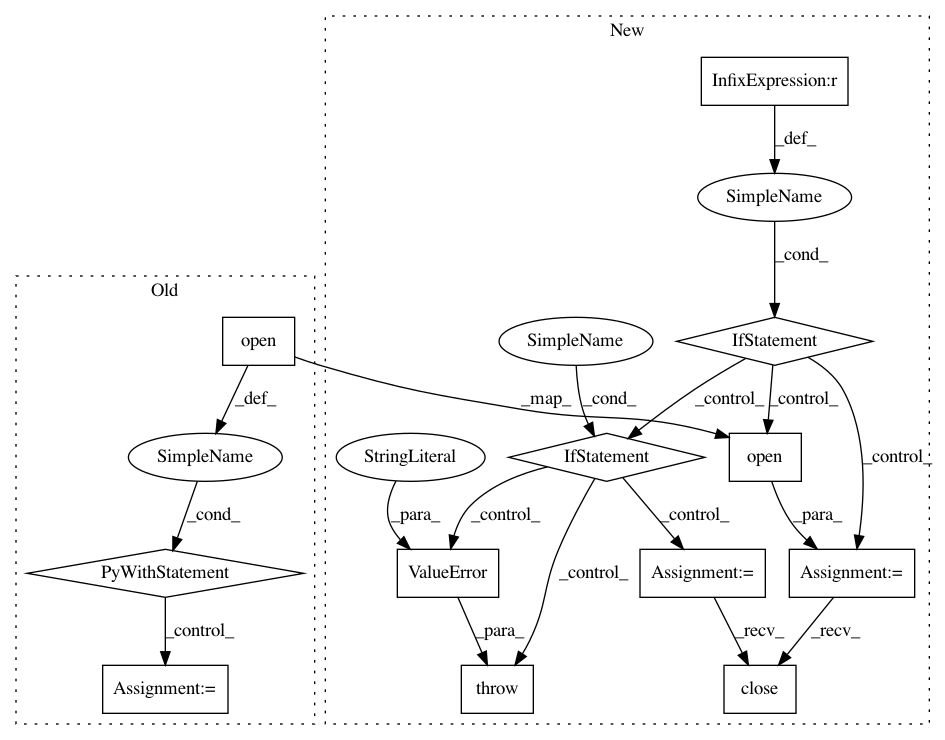 New
InfixExpression:r
_def_
SimpleName
_cond_
Old
open
SimpleName
IfStatement
_def_
_map_
_cond_
_control_
_control_
SimpleName
StringLiteral
IfStatement
open
_control_
_cond_
_para_
_control_
_control_
_para_
PyWithStatement
ValueError
_control_
Assignment:=
Assignment:=
_control_
_para_
_recv_
_recv_
Assignment:=
throw
close